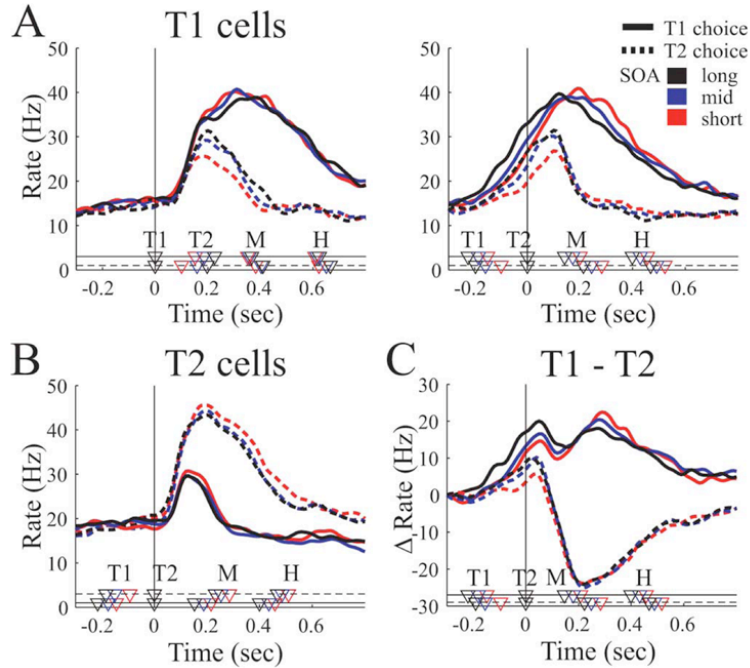 A T1 cells
T1 choice
T2 choice
SOA long
mid
short
50
40
30
20
10
0
Rate (Hz)
T1 T2 M H
-0.2 0 0.2 0.4 0.6
Time (sec)
50
40
30
20
10
0
T1 T2 M H
-0.2 0 0.2 0.4 0.6
Time (sec)
B T2 cells
50
40
30
20
10
0
Rate (Hz)
T1 T2 M H
-0.2 0 0.2 0.4 0.6
Time (sec)
C T1 - T2
30
20
10
0
-10
-20
-30
Δ Rate (Hz)
T1 T2 M H
-0.2 0 0.2 0.4 0.6
Time (sec)